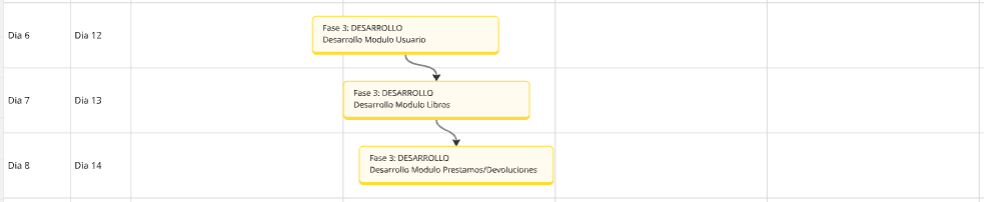 Dia 6 Dia 12
Fase 3: DESARROLLO
Desarrollo Modulo Usuario
Dia 7 Dia 13
Fase 3: DESARROLLO
Desarrollo Modulo Libros
Dia 8 Dia 14
Fase 3: DESARROLLO
Desarrollo Modulo Prestamos/Devoluciones